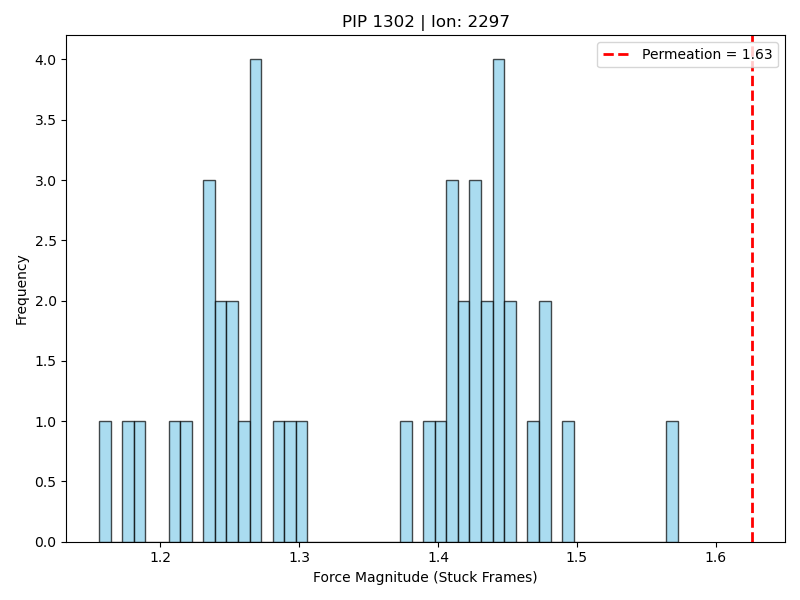 PIP 1302 | Ion: 2297
Permeation = 1.63
Frequency
4.0
3.5
3.0
2.5
2.0
1.5
1.0
0.5
0.0
1.2 1.3 1.4 1.5 1.6
Force Magnitude (Stuck Frames)